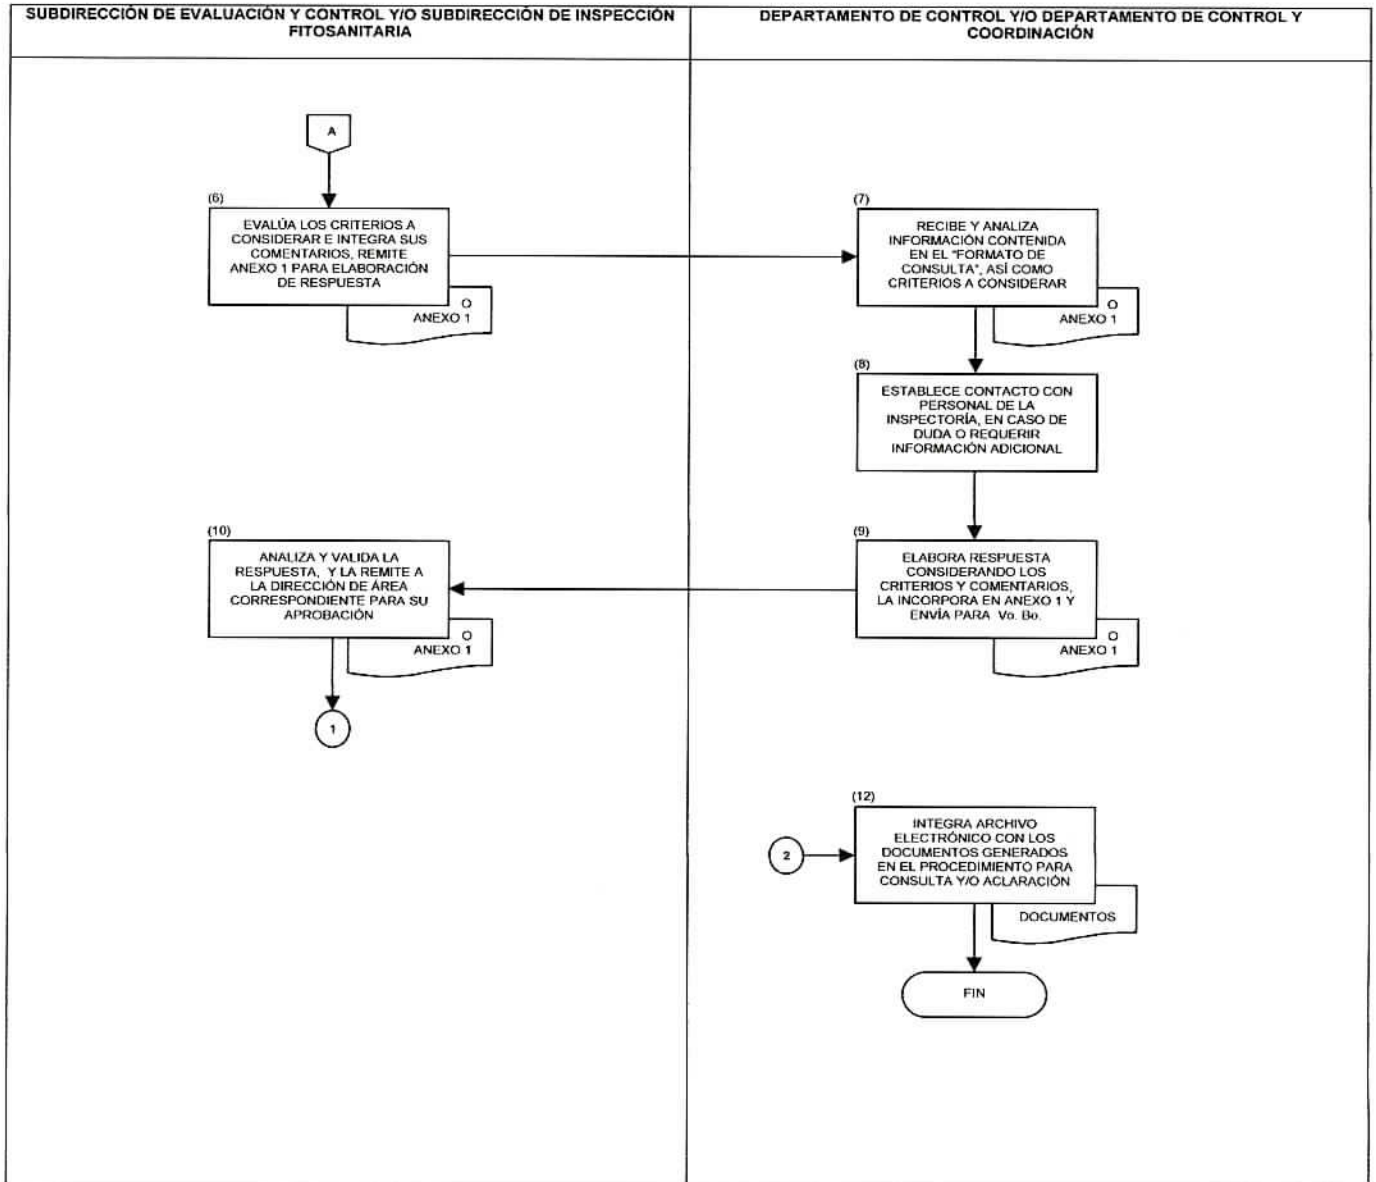 SUBDIRECCIÓN DE EVALUACIÓN Y CONTROL Y/O SUBDIRECCIÓN DE INSPECCIÓN
FITOSANITARIA
DEPARTAMENTO DE CONTROL Y/O DEPARTAMENTO DE CONTROL Y
COORDINACIÓN
A
(6)
EVALÚA LOS CRITERIOS A
CONSIDERAR E INTEGRA SUS
COMENTARIOS, REMITE
ANEXO 1 PARA ELABORACIÓN
DE RESPUESTA
O
ANEXO 1
(7)
RECIBE Y ANALIZA
INFORMACIÓN CONTENIDA
EN EL "FORMATO DE
CONSULTA", ASÍ COMO
CRITERIOS A CONSIDERAR
O
ANEXO 1
(8)
ESTABLECE CONTACTO CON
PERSONAL DE LA
INSPECTORÍA, EN CASO DE
DUDA O REQUERIR
INFORMACIÓN ADICIONAL
(9)
ELABORA RESPUESTA
CONSIDERANDO LOS
CRITERIOS Y COMENTARIOS,
LA INCORPORA EN ANEXO 1 Y
ENVÍA PARA Vo. Bo.
O
ANEXO 1
(10)
ANALIZA Y VALIDA LA
RESPUESTA, Y LA REMITE A
LA DIRECCIÓN DE ÁREA
CORRESPONDIENTE PARA SU
APROBACIÓN
O
ANEXO 1
1
(12)
INTEGRA ARCHIVO
ELECTRÓNICO CON LOS
DOCUMENTOS GENERADOS
EN EL PROCEDIMIENTO PARA
CONSULTA Y/O ACLARACIÓN
2
DOCUMENTOS
FIN